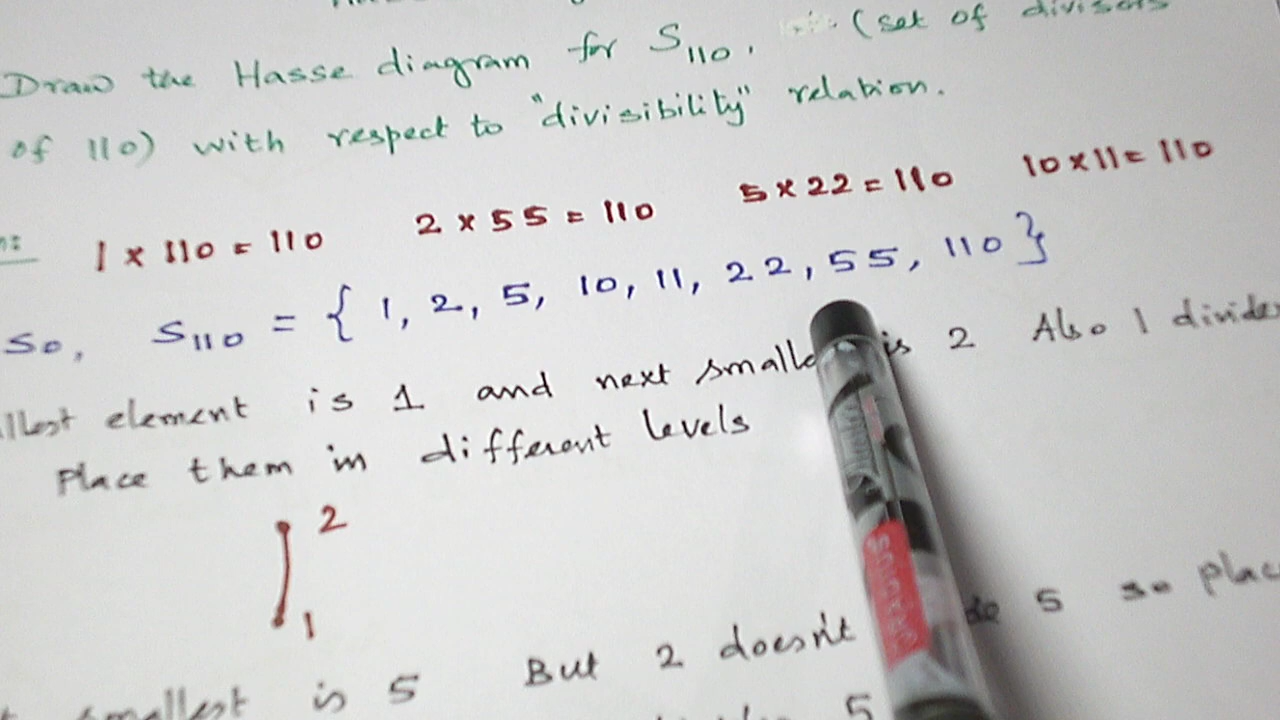 Draw the Hasse diagram for S110. (set of divisors
of 110) with respect to "divisibility" relation.
1 x 110 = 110 2 x 55 = 110 5 x 22 = 110 10 x 11 = 110
So, S110 = { 1, 2, 5, 10, 11, 22, 55, 110 }
element is 1 and next is 2 Also 1
Place them in different levels
2
1
smallest is 5 But 2 doesn't 5 so
5